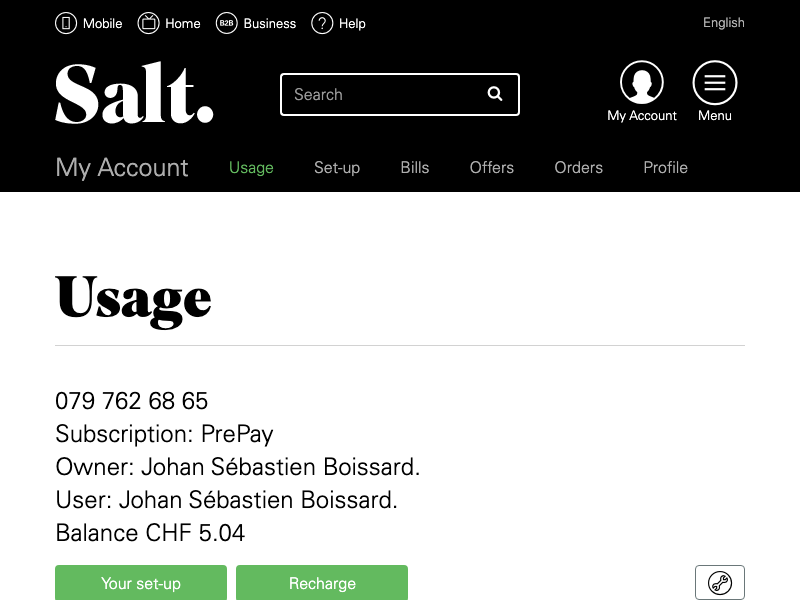 Mobile Home B2B Business ? Help English
Salt.
Search
My Account Menu
My Account Usage Set-up Bills Offers Orders Profile
Usage
079 762 68 65
Subscription: PrePay
Owner: Johan Sébastien Boissard.
User: Johan Sébastien Boissard.
Balance CHF 5.04
Your set-up Recharge